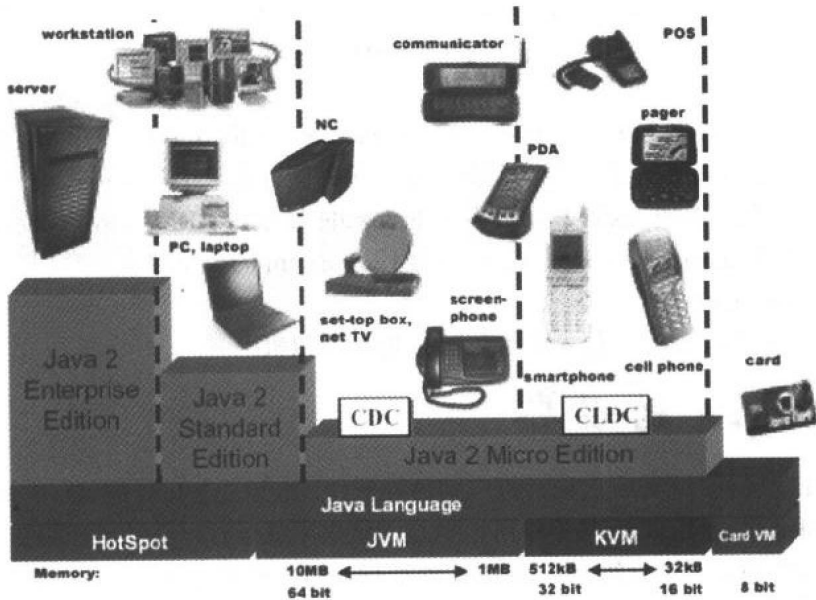 workstation
communicator
POS
server
NC
pager
PDA
PC, laptop
set-top box,
net TV
screen-
phone
smartphone
cell phone
card
Java 2
Enterprise
Edition
Java 2
Standard
Edition
CDC
CLDC
Java 2 Micro Edition
Java Language
HotSpot
JVM
KVM
Card VM
Memory:
10MB
1MB
512kB
32kB
64 bit
32 bit
16 bit
8 bit